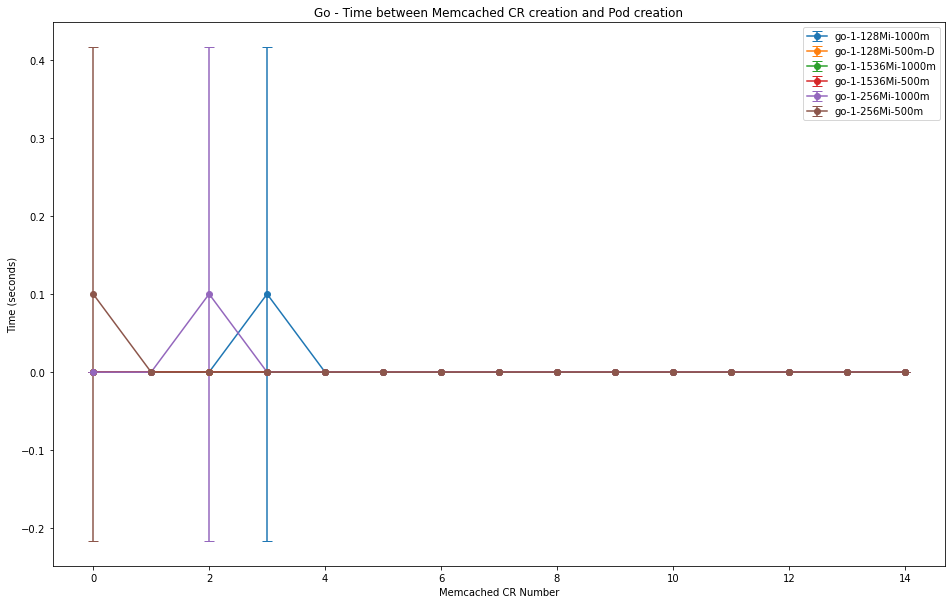 Go - Time between Memcached CR creation and Pod creation
go-1-128Mi-1000m
go-1-128Mi-500m-D
go-1-1536Mi-1000m
go-1-1536Mi-500m
go-1-256Mi-1000m
go-1-256Mi-500m
Time (seconds)
0.4
0.3
0.2
0.1
0.0
−0.1
−0.2
0 2 4 6 8 10 12 14
Memcached CR Number